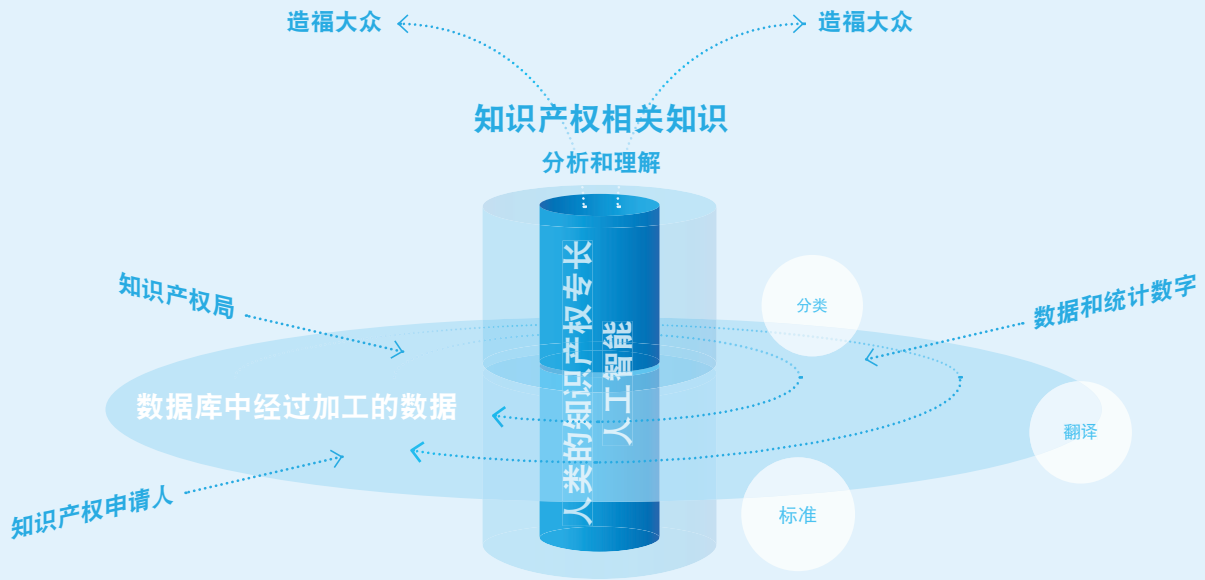 造福大众
造福大众
知识产权相关知识
分析和理解
知识产权局
分类
数据和统计数字
人类的知识产权专长
人工智能
数据库中经过加工的数据
翻译
知识产权申请人
标准